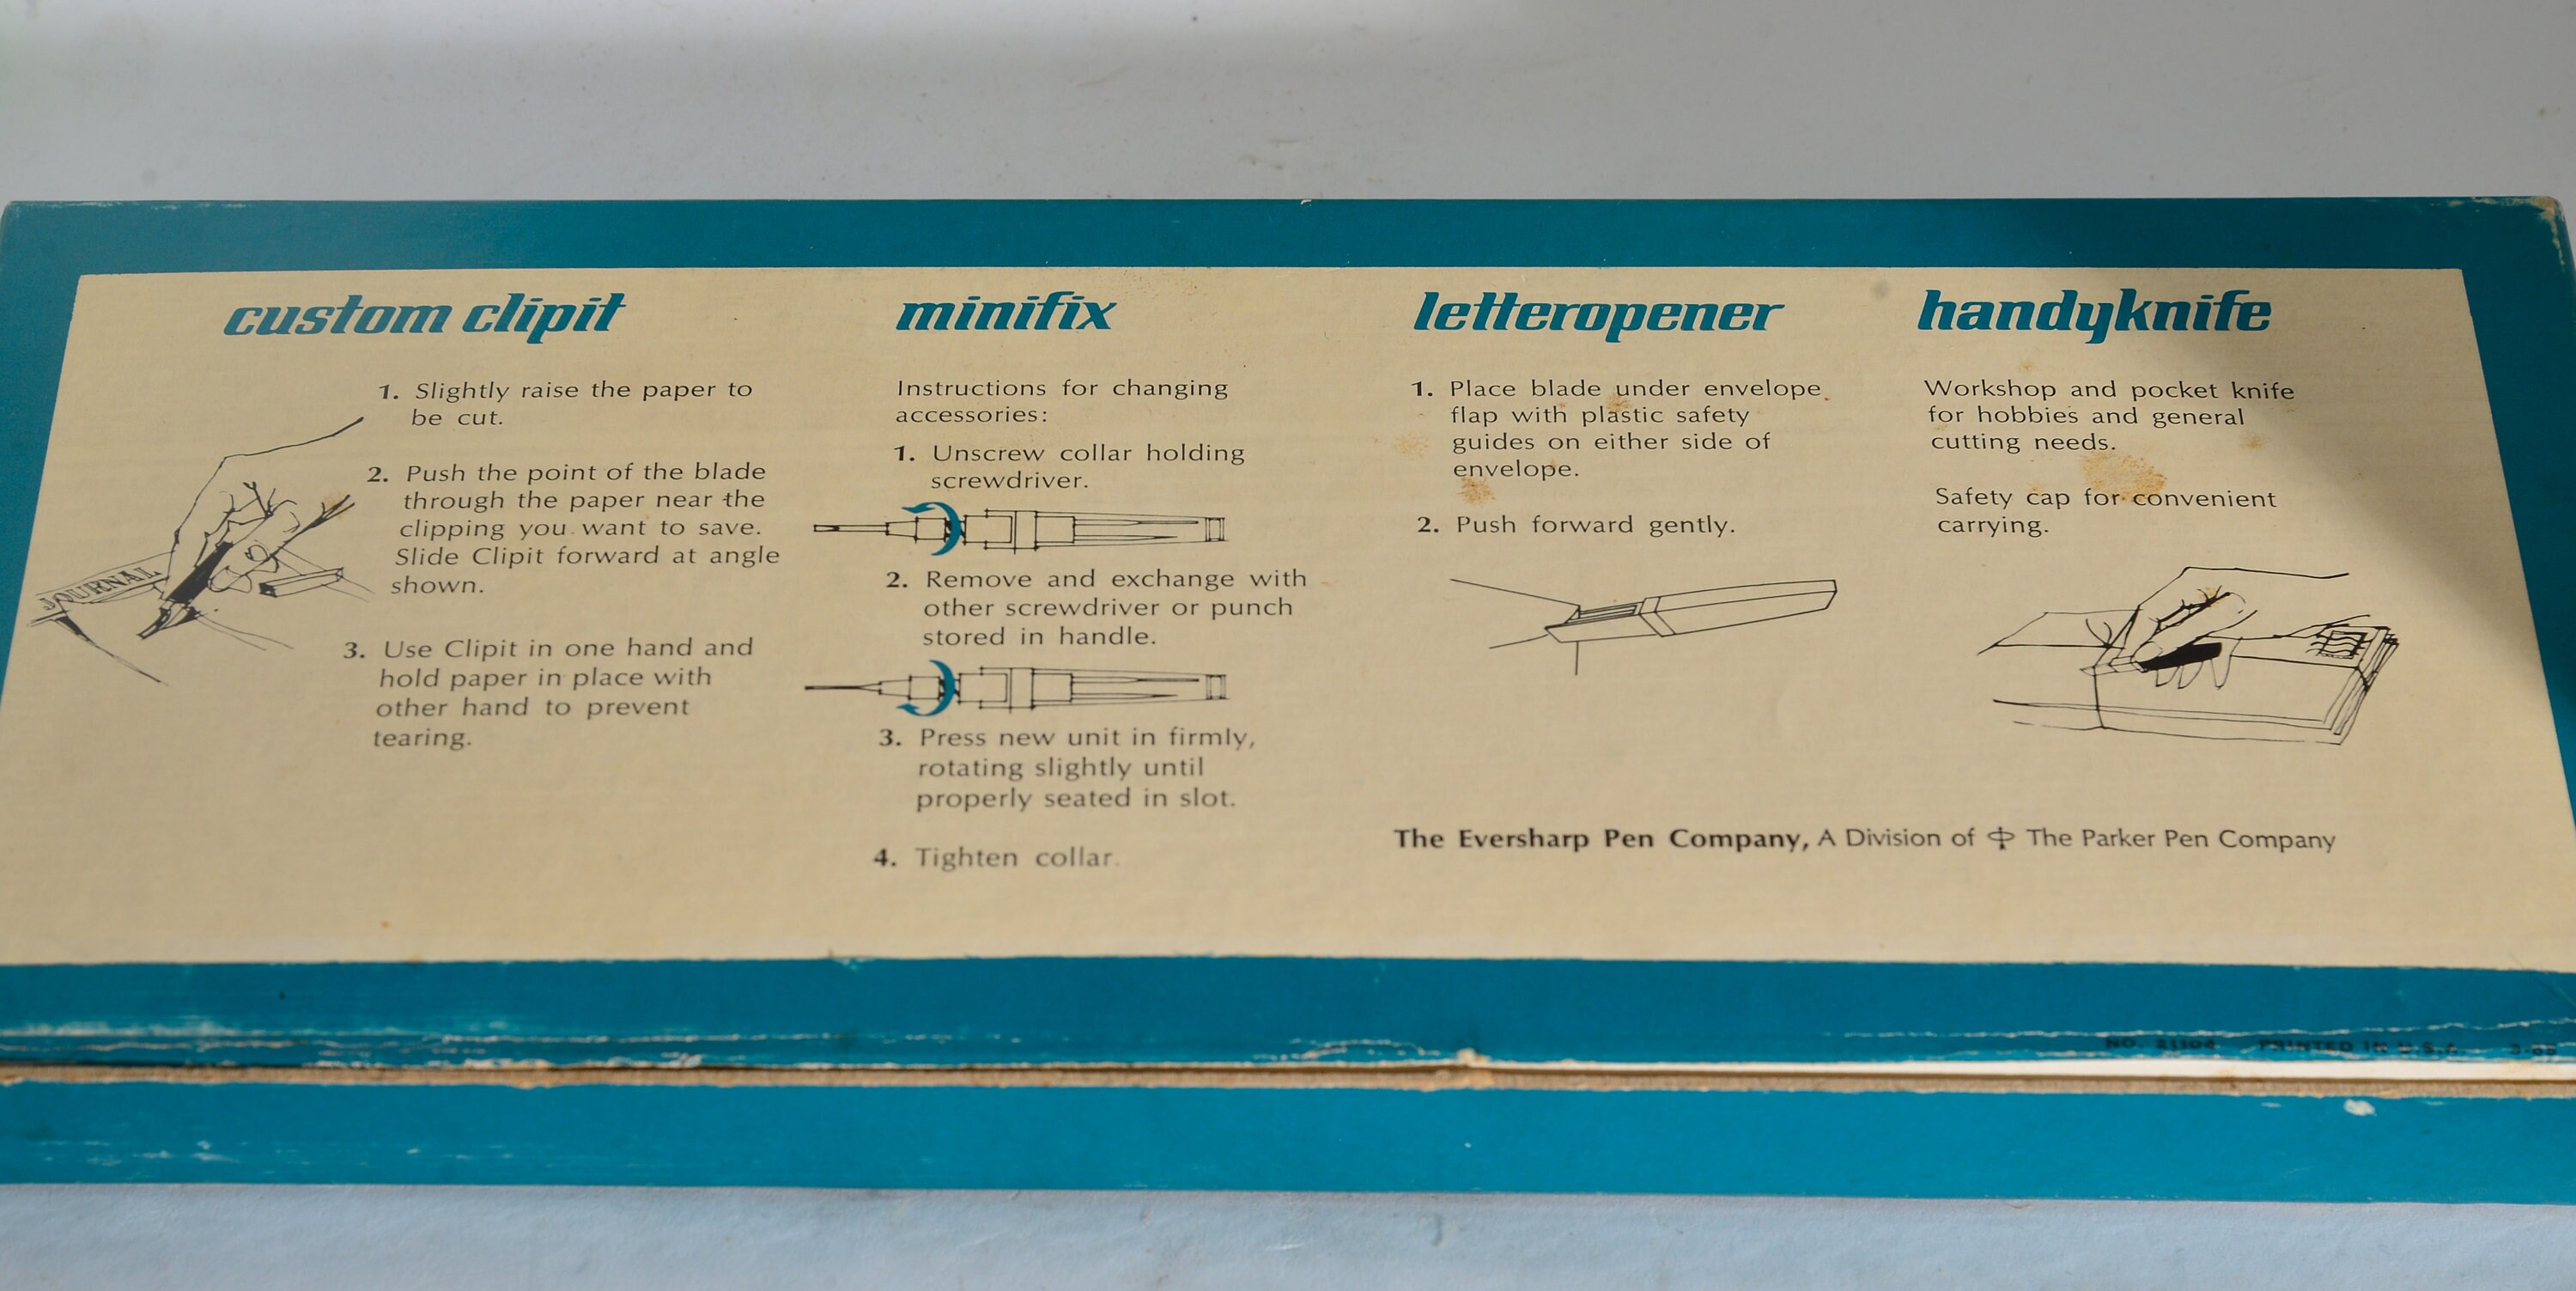 custom clipit
1. Slightly raise the paper to
be cut.
2. Push the point of the blade
through the paper near the
clipping you want to save.
Slide Clipit forward at angle
shown.
3. Use Clipit in one hand and
hold paper in place with
other hand to prevent
tearing.
JOURNAL
minifix
Instructions for changing
accessories:
1. Unscrew collar holding
screwdriver.
2. Remove and exchange with
other screwdriver or punch
stored in handle.
3. Press new unit in firmly,
rotating slightly until
properly seated in slot.
4. Tighten collar.
letteropener
1. Place blade under envelope
flap with plastic safety
guides on either side of
envelope.
2. Push forward gently.
handyknife
Workshop and pocket knife
for hobbies and general
cutting needs.
Safety cap for convenient
carrying.
The Eversharp Pen Company, A Division of The Parker Pen Company
NO. PRINTED IN U.S.A.